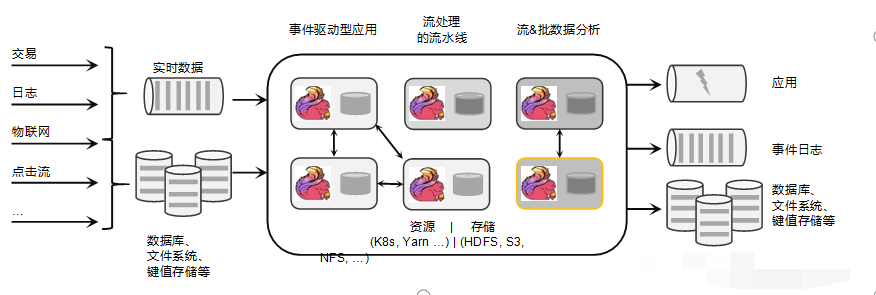 交易
日志
物联网
点击流
...
实时数据
数据库、
文件系统、
键值存储等
事件驱动型应用
流处理
的流水线
流&批数据分析
资源 | 存储
(K8s, Yarn ...) | (HDFS, S3,
NFS, ...)
应用
事件日志
数据库、
文件系统、
键值存储等